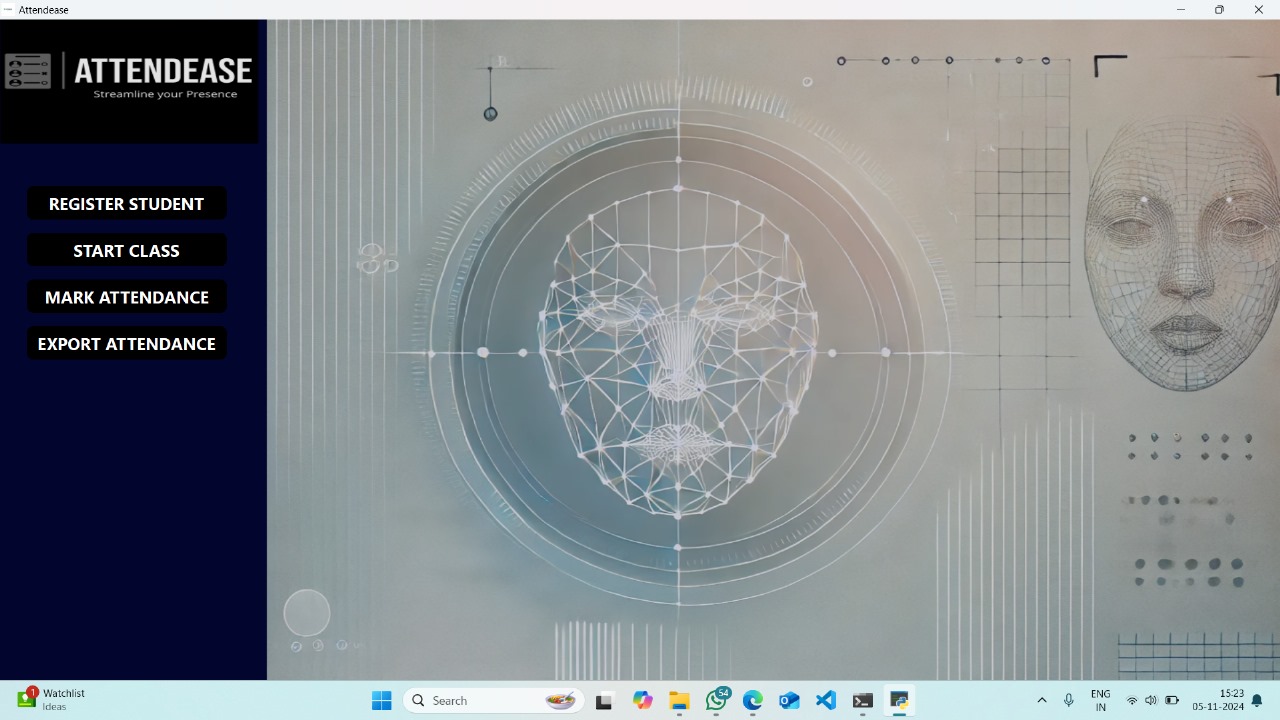 Attendease
ATTENDEASE
Streamline your Presence
REGISTER STUDENT
START CLASS
MARK ATTENDANCE
EXPORT ATTENDANCE
1
Watchlist
Ideas
Search
54
ENG
IN
15:23
05-11-2024